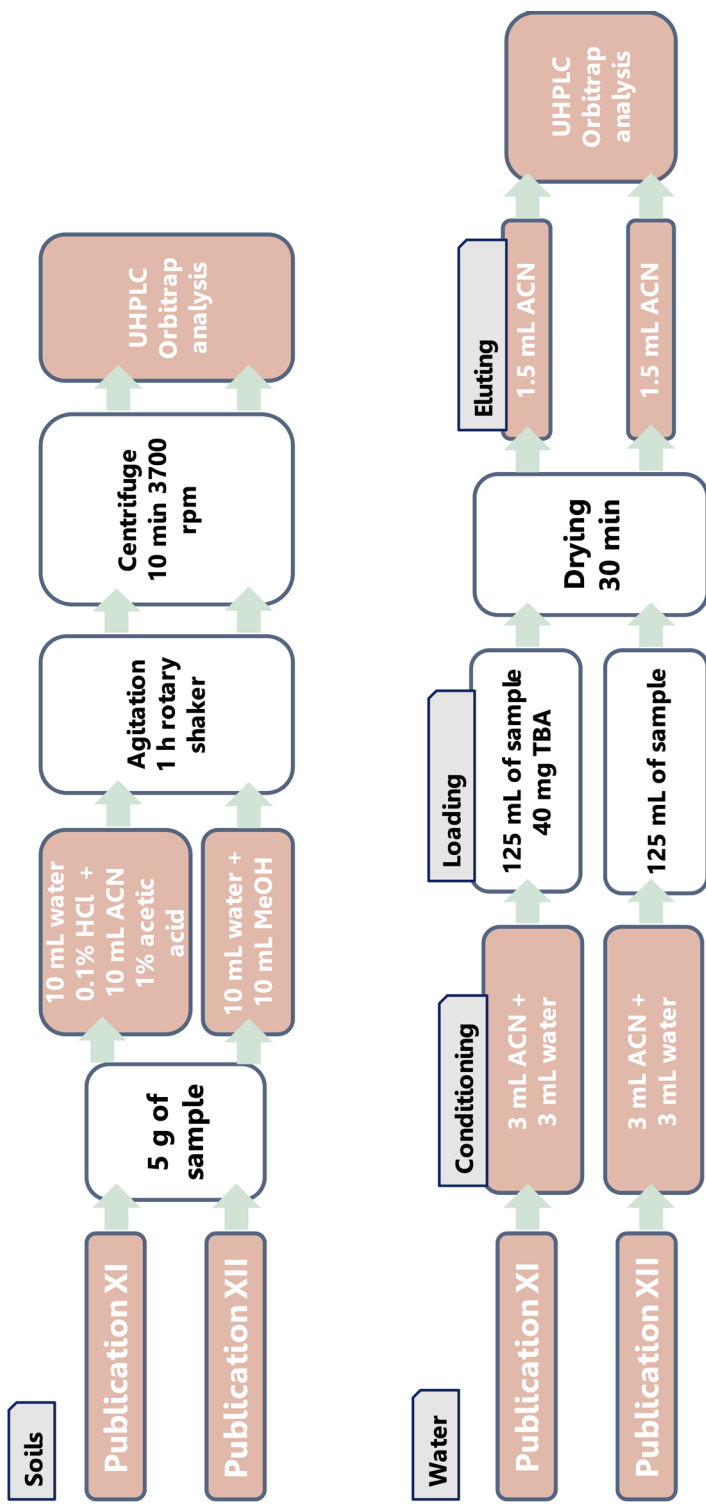 Soils
Publication XI
Publication XII
5 g of
sample
10 mL water
0.1% HCl +
10 mL ACN
1% acetic
acid
10 mL water +
10 mL MeOH
Agitation
1 h rotary
shaker
Centrifuge
10 min 3700
rpm
UHPLC
Orbitrap
analysis
Water
Publication XI
Publication XII
Conditioning
3 mL ACN +
3 mL water
3 mL ACN +
3 mL water
Loading
125 mL of sample
40 mg TBA
125 mL of sample
Drying
30 min
Eluting
1.5 mL ACN
1.5 mL ACN
UHPLC
Orbitrap
analysis